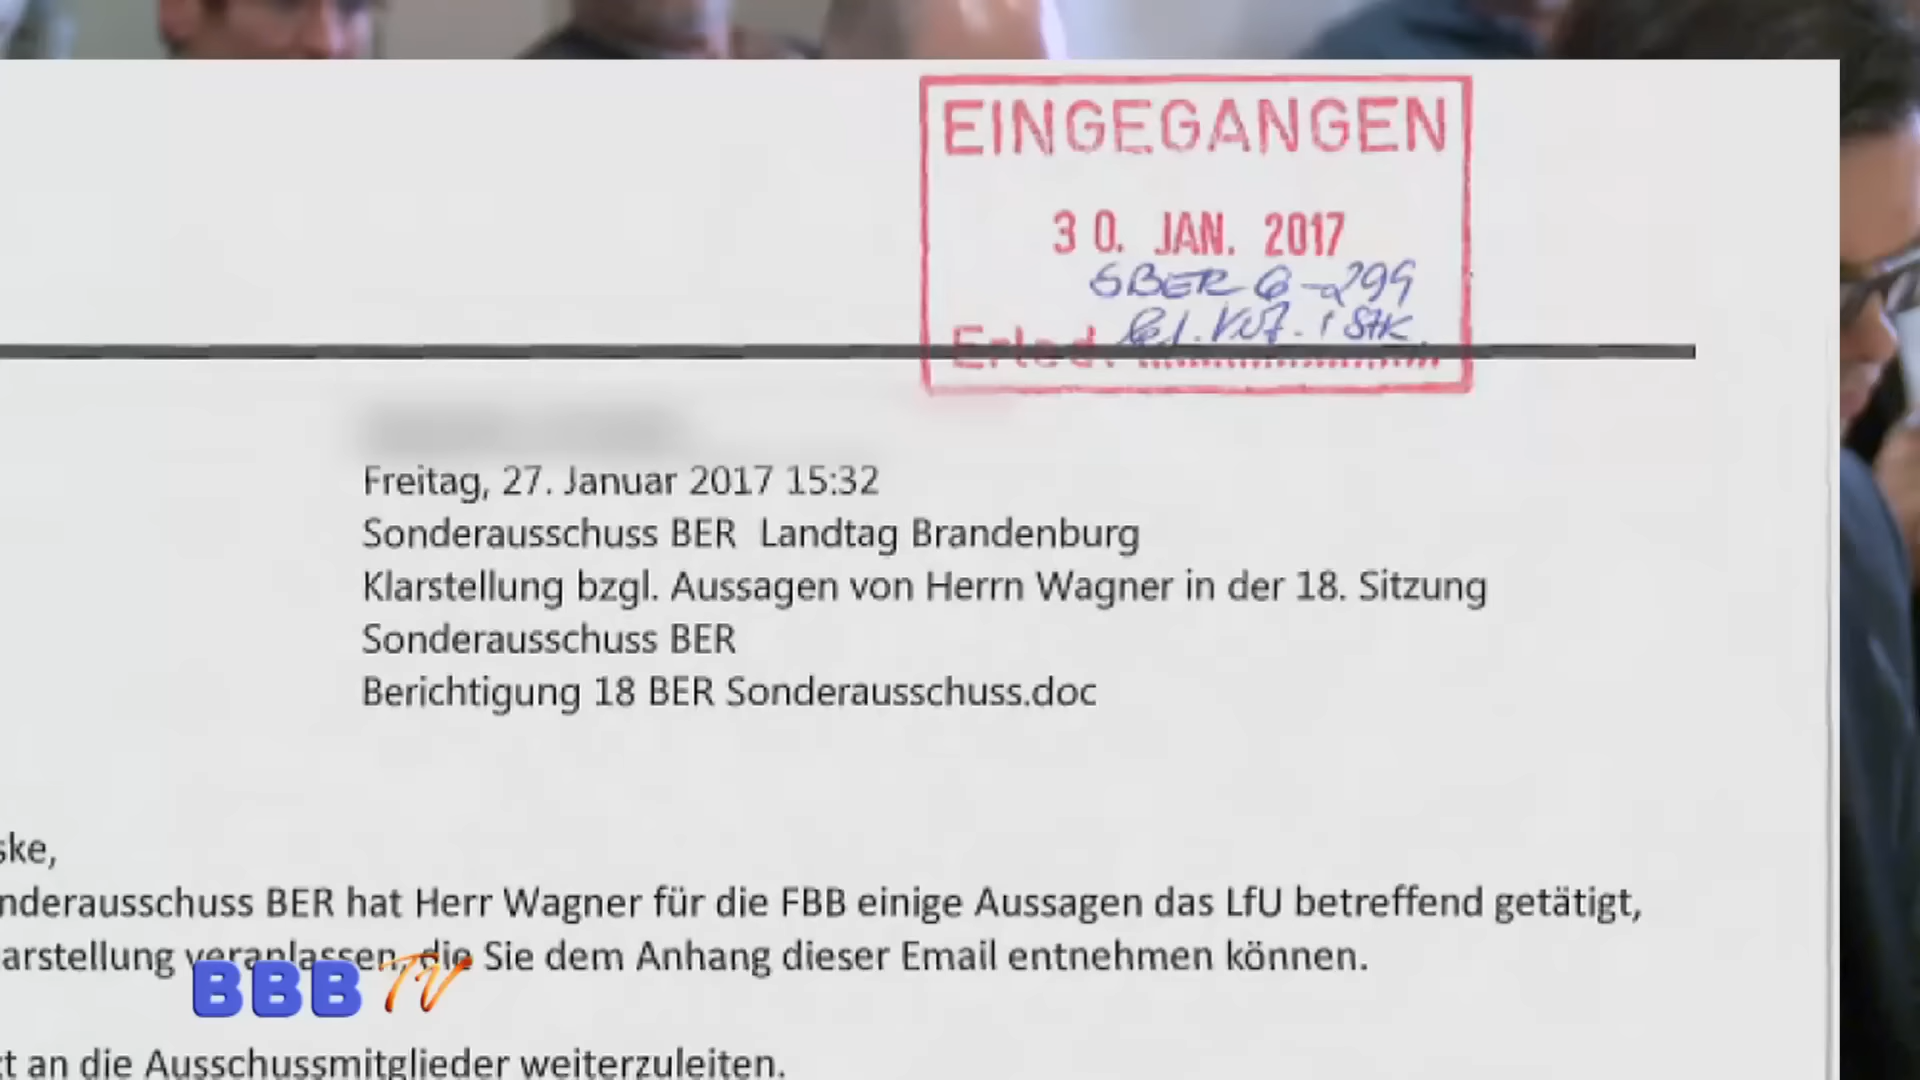 EINGEGANGEN
30. JAN. 2017
SBER 6-299
Erled. 1 Stk.
Freitag, 27. Januar 2017 15:32
Sonderausschuss BER Landtag Brandenburg
Klarstellung bzgl. Aussagen von Herrn Wagner in der 18. Sitzung
Sonderausschuss BER
Berichtigung 18 BER Sonderausschuss.doc
ske,
nderausschuss BER hat Herr Wagner für die FBB einige Aussagen das LfU betreffend getätigt,
arstellung veranlassen, die Sie dem Anhang dieser Email entnehmen können.
BBB TV
t an die Ausschussmitglieder weiterzuleiten.